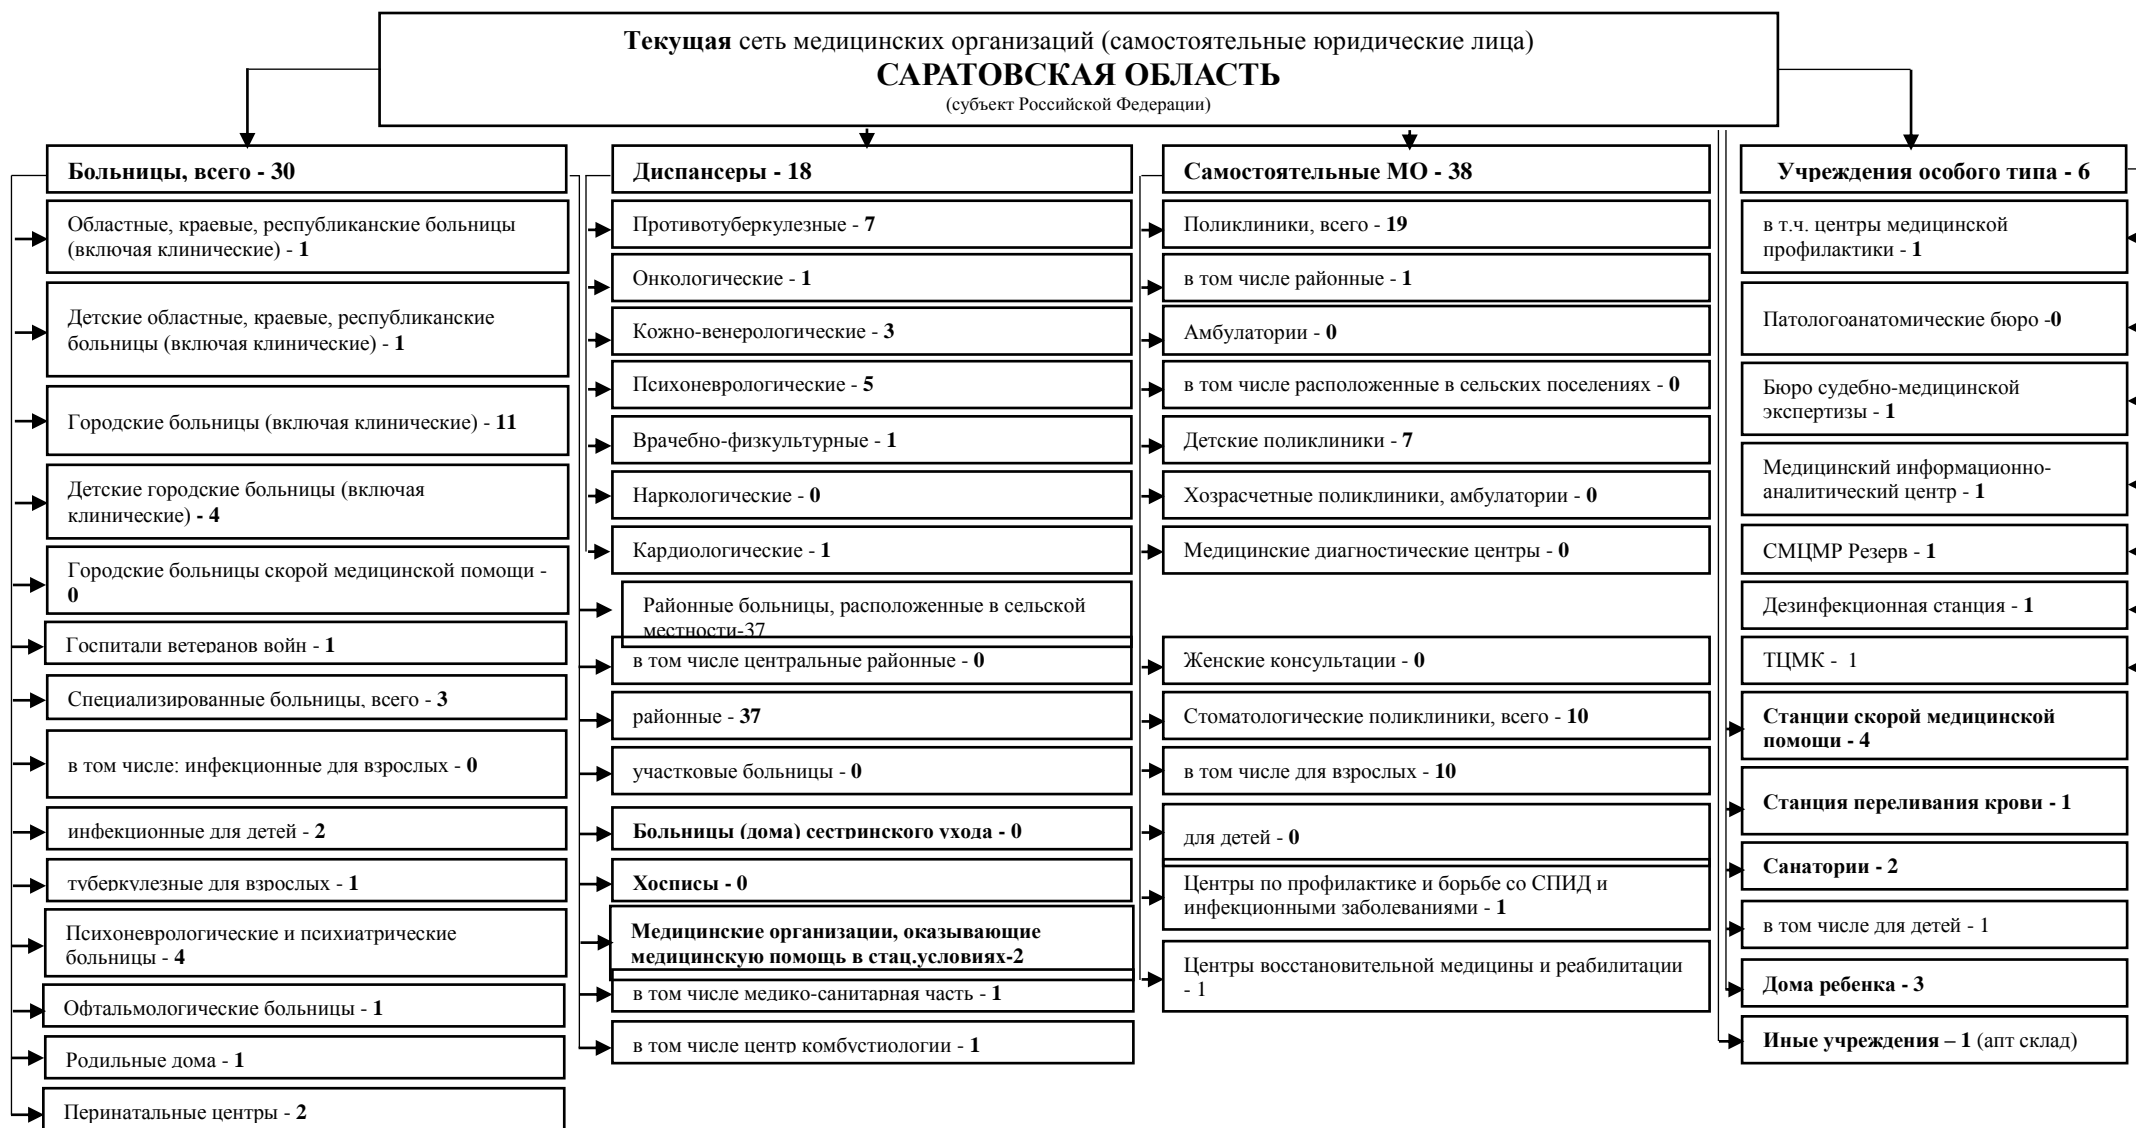 Текущая сеть медицинских организаций (самостоятельные юридические лица)
САРАТОВСКАЯ ОБЛАСТЬ
(субъект Российской Федерации)
Больницы, всего - 30
Областные, краевые, республиканские больницы
(включая клинические) - 1
Детские областные, краевые, республиканские
больницы (включая клинические) - 1
Городские больницы (включая клинические) - 11
Детские городские больницы (включая
клинические) - 4
Городские больницы скорой медицинской помощи -
0
Госпитали ветеранов войн - 1
Специализированные больницы, всего - 3
в том числе: инфекционные для взрослых - 0
инфекционные для детей - 2
туберкулезные для взрослых - 1
Психоневрологические и психиатрические
больницы - 4
Офтальмологические больницы - 1
Родильные дома - 1
Перинатальные центры - 2
Диспансеры - 18
Противотуберкулезные - 7
Онкологические - 1
Кожно-венерологические - 3
Психоневрологические - 5
Врачебно-физкультурные - 1
Наркологические - 0
Кардиологические - 1
Районные больницы, расположенные в сельской
местности-37
в том числе центральные районные - 0
районные - 37
участковые больницы - 0
Больницы (дома) сестринского ухода - 0
Хосписы - 0
Медицинские организации, оказывающие
медицинскую помощь в стац.условиях-2
в том числе медико-санитарная часть - 1
в том числе центр комбустиологии - 1
Самостоятельные МО - 38
Поликлиники, всего - 19
в том числе районные - 1
Амбулатории - 0
в том числе расположенные в сельских поселениях - 0
Детские поликлиники - 7
Хозрасчетные поликлиники, амбулатории - 0
Медицинские диагностические центры - 0
Женские консультации - 0
Стоматологические поликлиники, всего - 10
в том числе для взрослых - 10
для детей - 0
Центры по профилактике и борьбе со СПИД и
инфекционными заболеваниями - 1
Центры восстановительной медицины и реабилитации
- 1
Учреждения особого типа - 6
в т.ч. центры медицинской
профилактики - 1
Патологоанатомические бюро -0
Бюро судебно-медицинской
экспертизы - 1
Медицинский информационно-
аналитический центр - 1
СМЦМР Резерв - 1
Дезинфекционная станция - 1
ТЦМК - 1
Станции скорой медицинской
помощи - 4
Станция переливания крови - 1
Санатории - 2
в том числе для детей - 1
Дома ребенка - 3
Иные учреждения – 1 (апт склад)